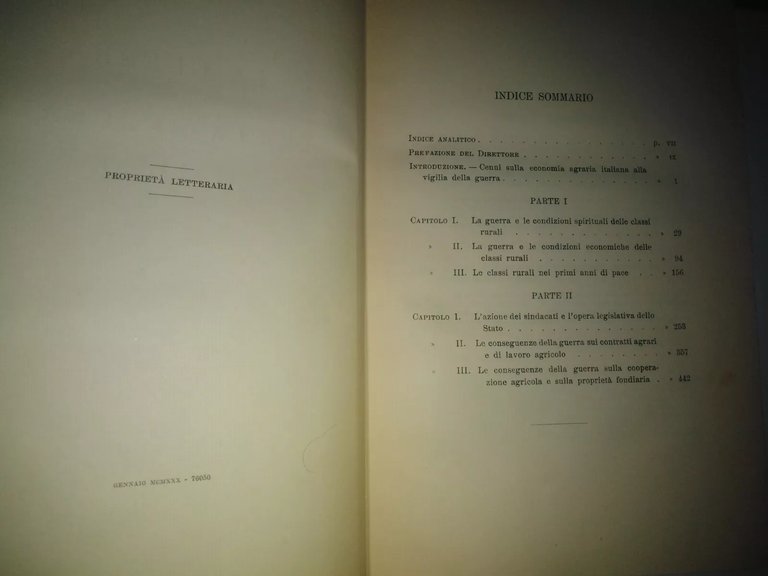 PROPRIETÀ LETTERARIA
GENNAIO MCMXXX - 76050
INDICE SOMMARIO
INDICE ANALITICO . . . . . . . . . . . . . . . p. VII
PREFAZIONE DEL DIRETTORE . . . . . . . . . . . » IX
INTRODUZIONE. — Cenni sulla economia agraria italiana alla
vigilia della guerra . . . . . . . . . . . . . » 1
PARTE I
CAPITOLO I. La guerra e le condizioni spirituali delle classi
rurali . . . . . . . . . . . . » 29
» II. La guerra e le condizioni economiche delle
classi rurali . . . . . . . . . » 94
» III. Le classi rurali nei primi anni di pace . . » 156
PARTE II
CAPITOLO I. L'azione dei sindacati e l'opera legislativa dello
Stato . . . . . . . . . . . . » 253
» II. Le conseguenze della guerra sui contratti agrari
e di lavoro agricolo . . . . . . . » 357
» III. Le conseguenze della guerra sulla coopera-
zione agricola e sulla proprietà fondiaria . » 442